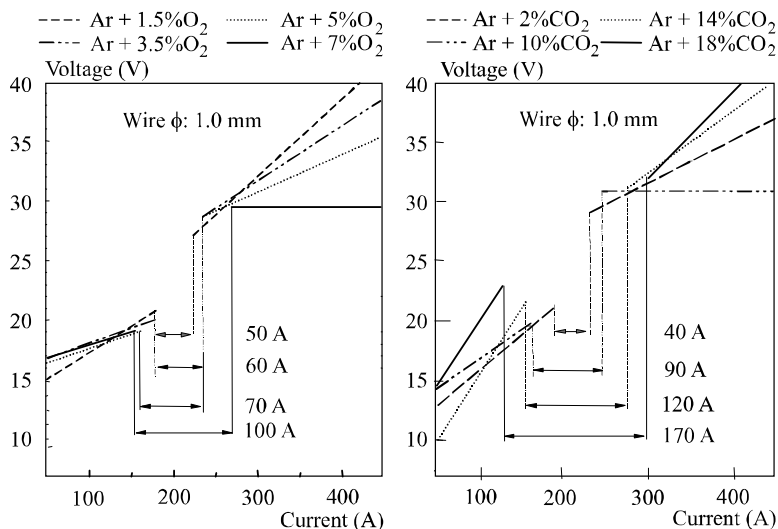 Ar + 1.5%O2 Ar + 5%O2
Ar + 3.5%O2 Ar + 7%O2
Voltage (V)
40
35
30
25
20
15
10
Wire ϕ: 1.0 mm
50 A
60 A
70 A
100 A
100 200 300 400
Current (A)
Ar + 2%CO2 Ar + 14%CO2
Ar + 10%CO2 Ar + 18%CO2
Voltage (V)
40
35
30
25
20
15
10
Wire ϕ: 1.0 mm
40 A
90 A
120 A
170 A
100 200 300 400
Current (A)